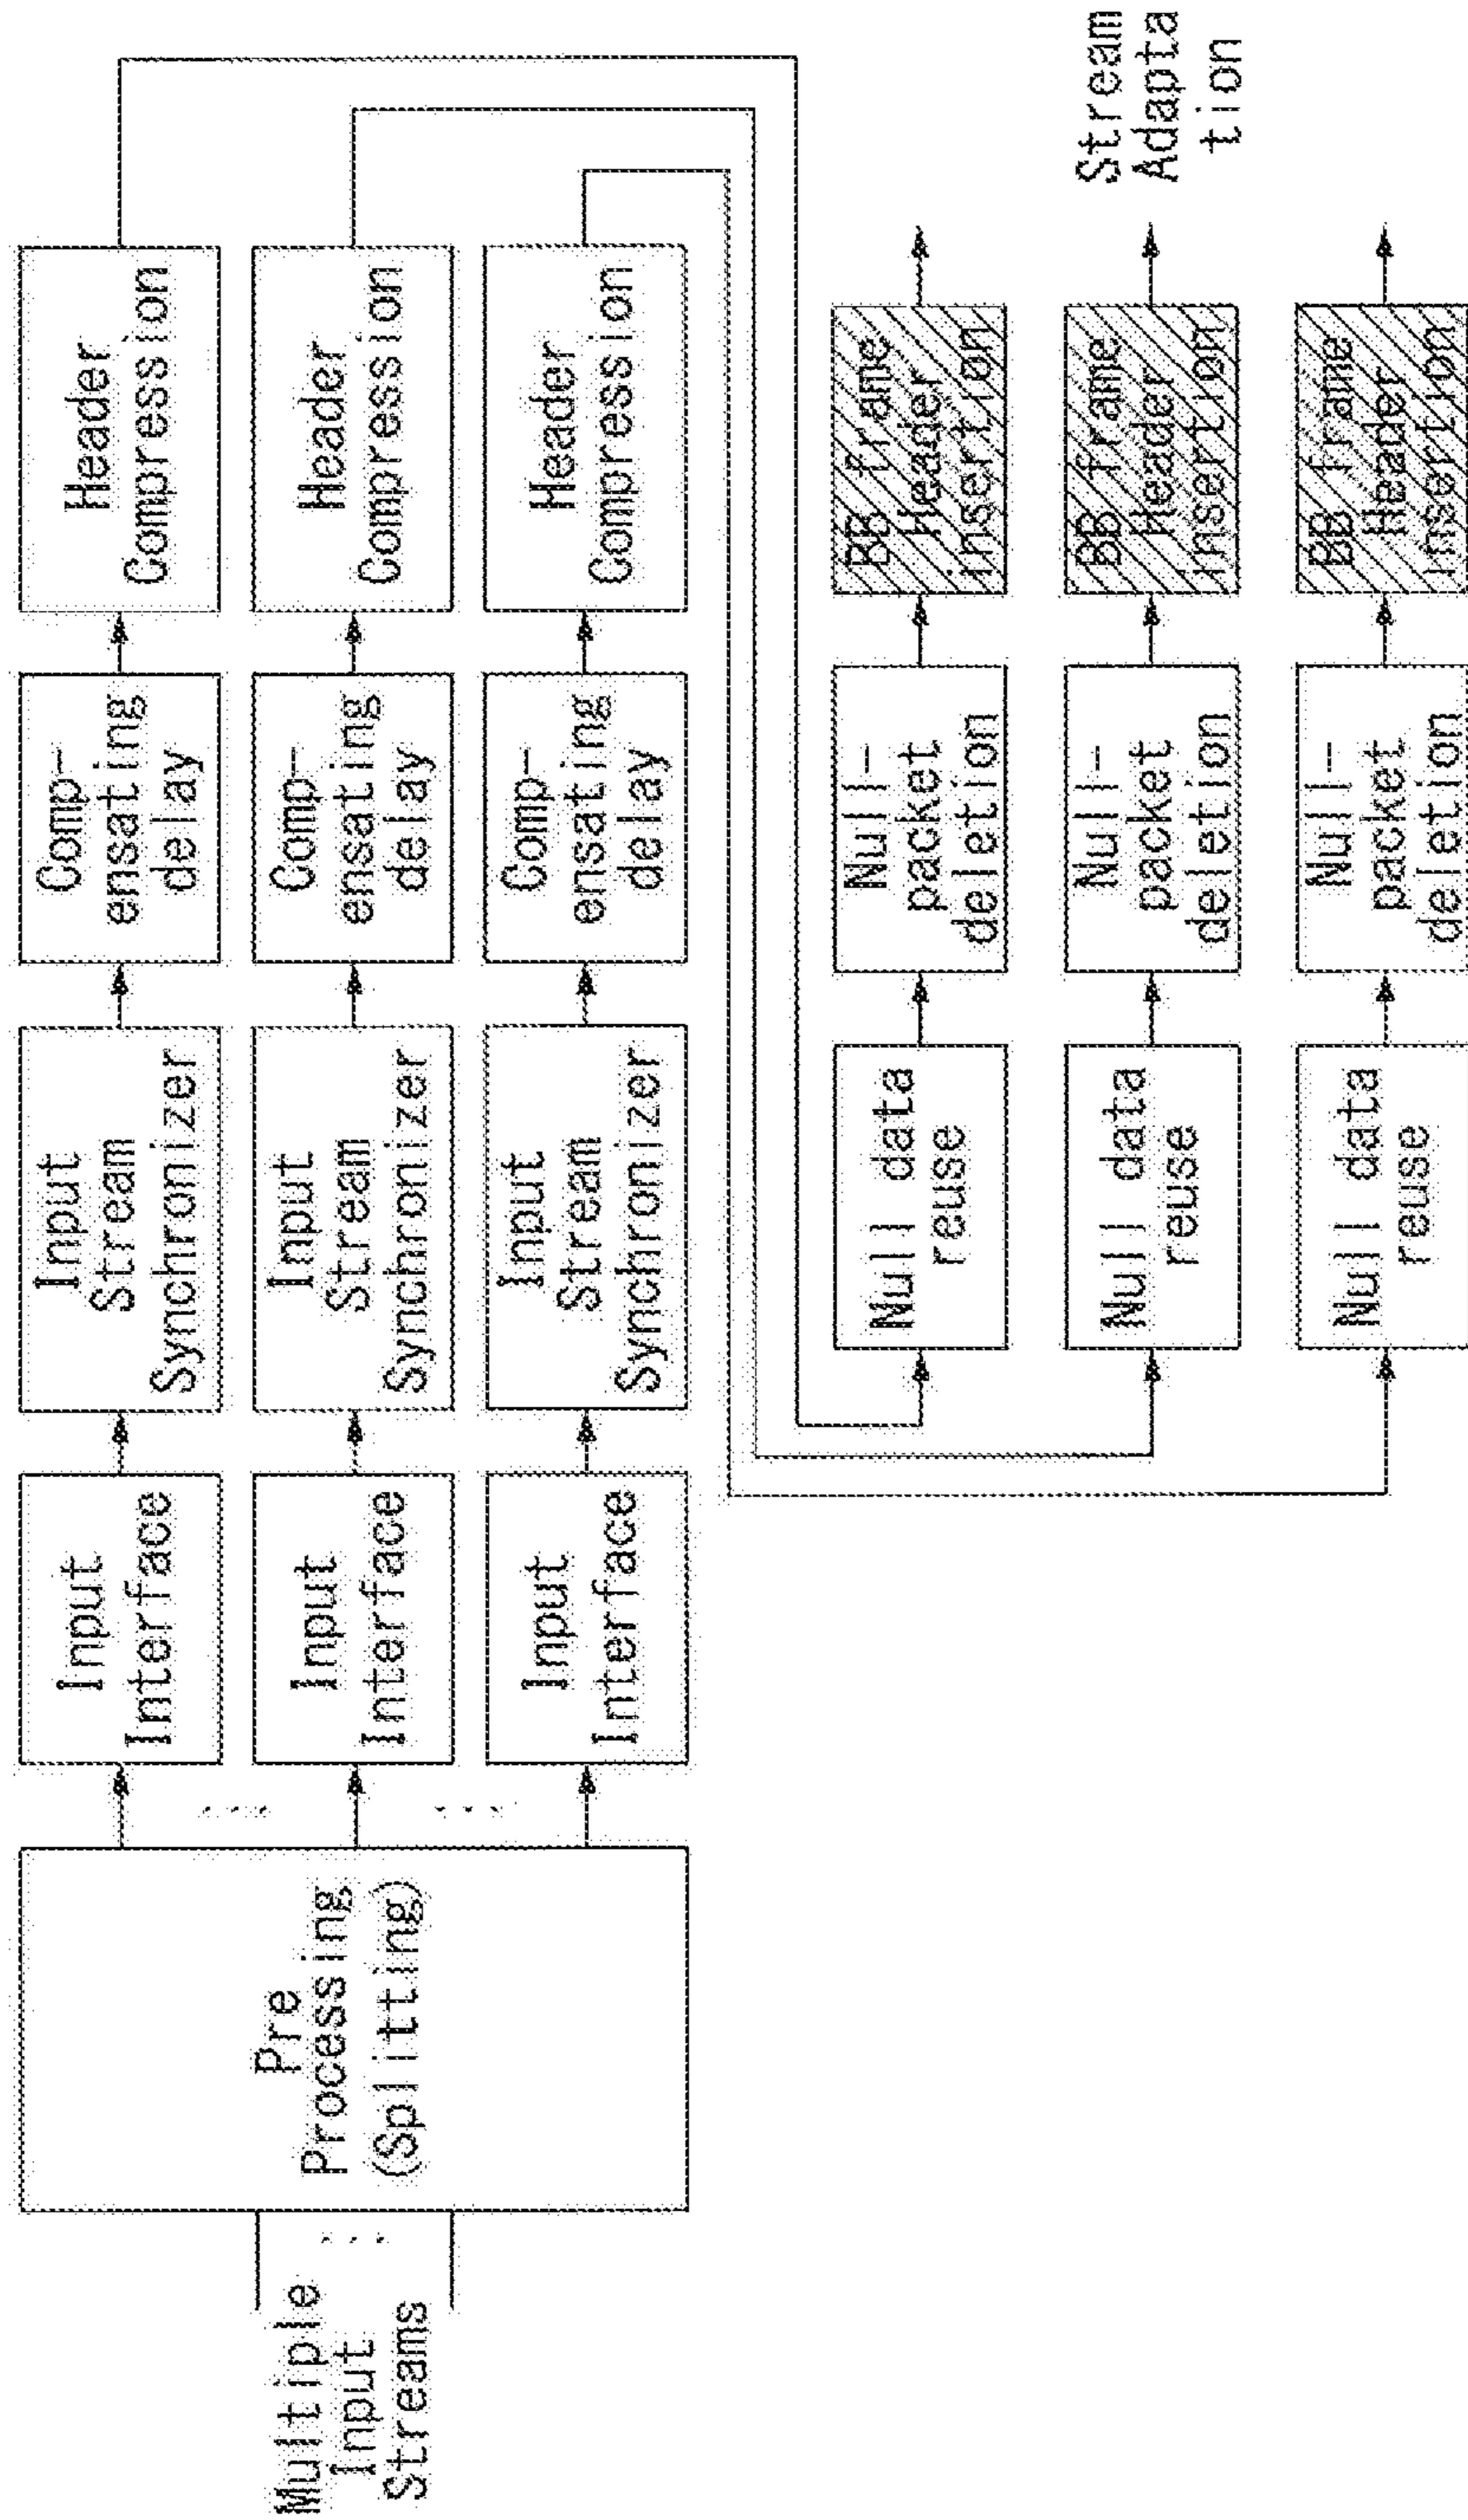 Multiple
Input
Streams
Pre
Processing
(Splitting)
Input
Interface
Input
Stream
Synchronizer
Comp-
ensating
delay
Header
Compression
Input
Interface
Input
Stream
Synchronizer
Comp-
ensating
delay
Header
Compression
Input
Interface
Input
Stream
Synchronizer
Comp-
ensating
delay
Header
Compression
Null data
reuse
Null-
packet
deletion
BB frame
Header
insertion
Null data
reuse
Null-
packet
deletion
BB frame
Header
insertion
Stream
Adapta
tion
Null data
reuse
Null-
packet
deletion
BB frame
Header
insertion